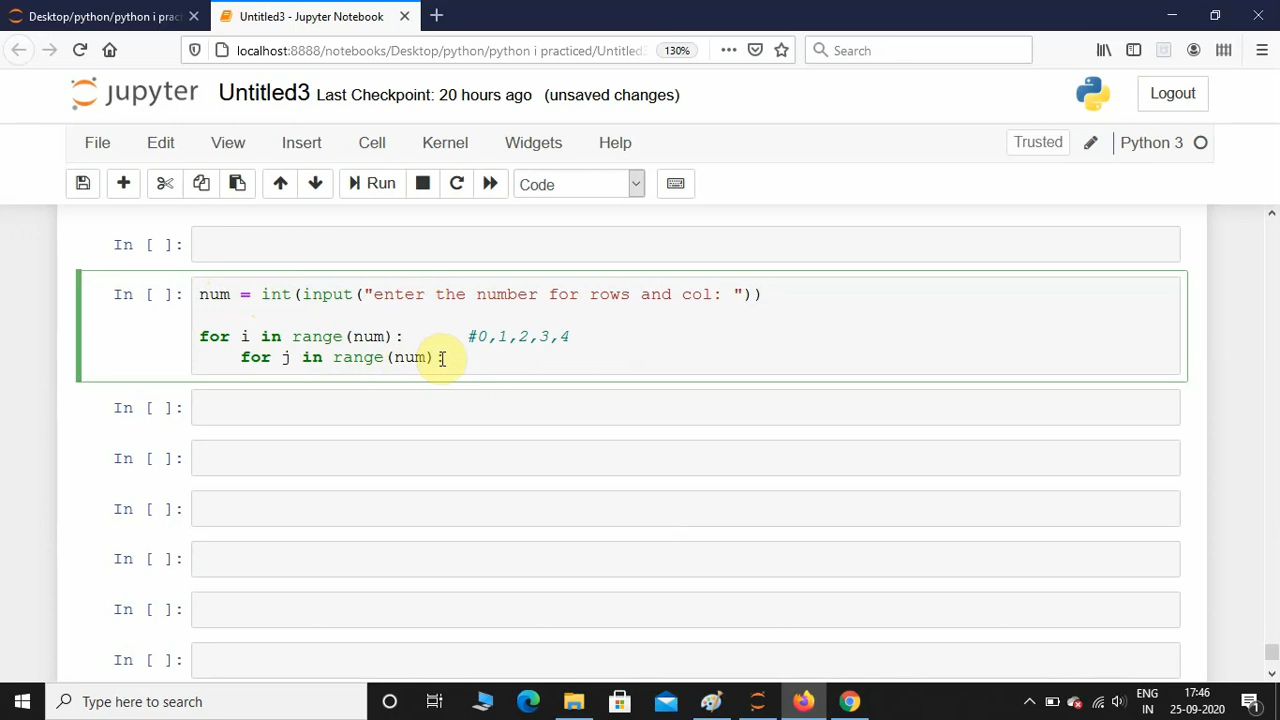 Desktop/python/python i practice
Untitled3 - Jupyter Notebook
localhost:8888/notebooks/Desktop/python/python i practiced/Untitled3
130%
Search
jupyter Untitled3 Last Checkpoint: 20 hours ago (unsaved changes)
Logout
File Edit View Insert Cell Kernel Widgets Help
Trusted
Python 3
Run
Code
In [ ]:
In [ ]: num = int(input("enter the number for rows and col: "))
for i in range(num): #0,1,2,3,4
for j in range(num):
In [ ]:
In [ ]:
In [ ]:
In [ ]:
In [ ]:
In [ ]:
Type here to search
ENG
IN
17:46
25-09-2020
1